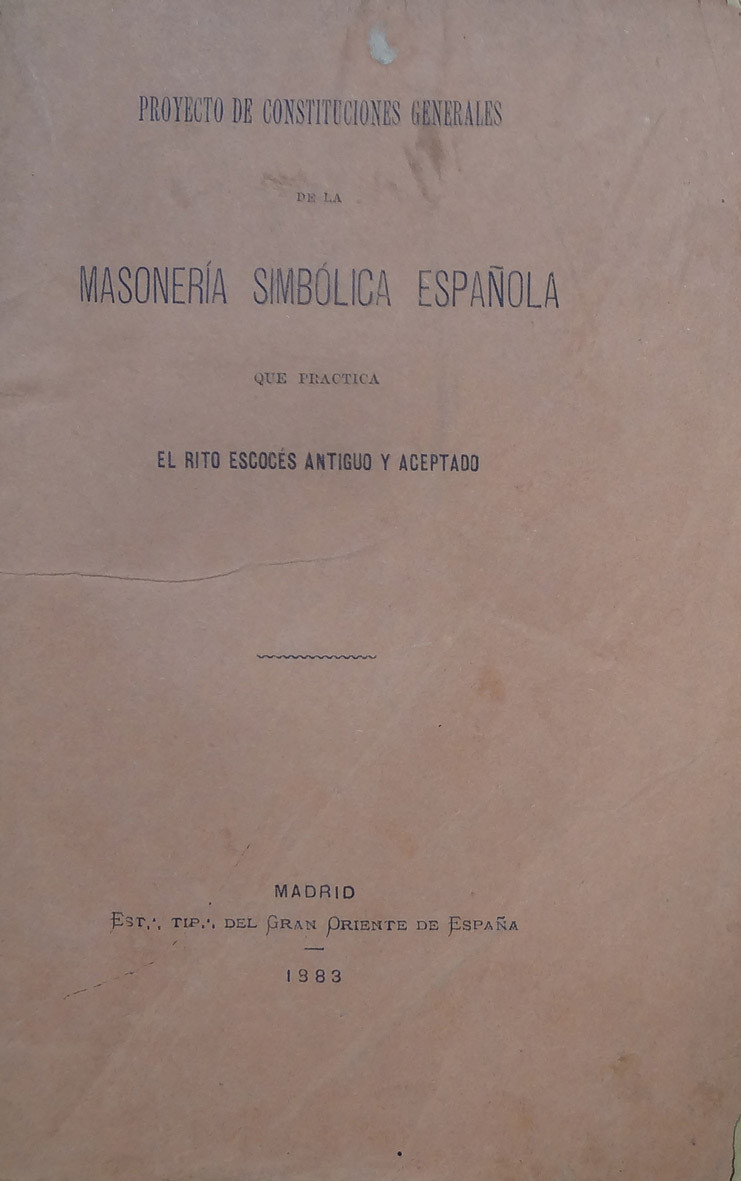 PROYECTO DE CONSTITUCIONES GENERALES
DE LA
MASONERÍA SIMBÓLICA ESPAÑOLA
QUE PRACTICA
EL RITO ESCOCÉS ANTIGUO Y ACEPTADO
MADRID
EST.·. TIP.·. DEL GRAN ORIENTE DE ESPAÑA
1883